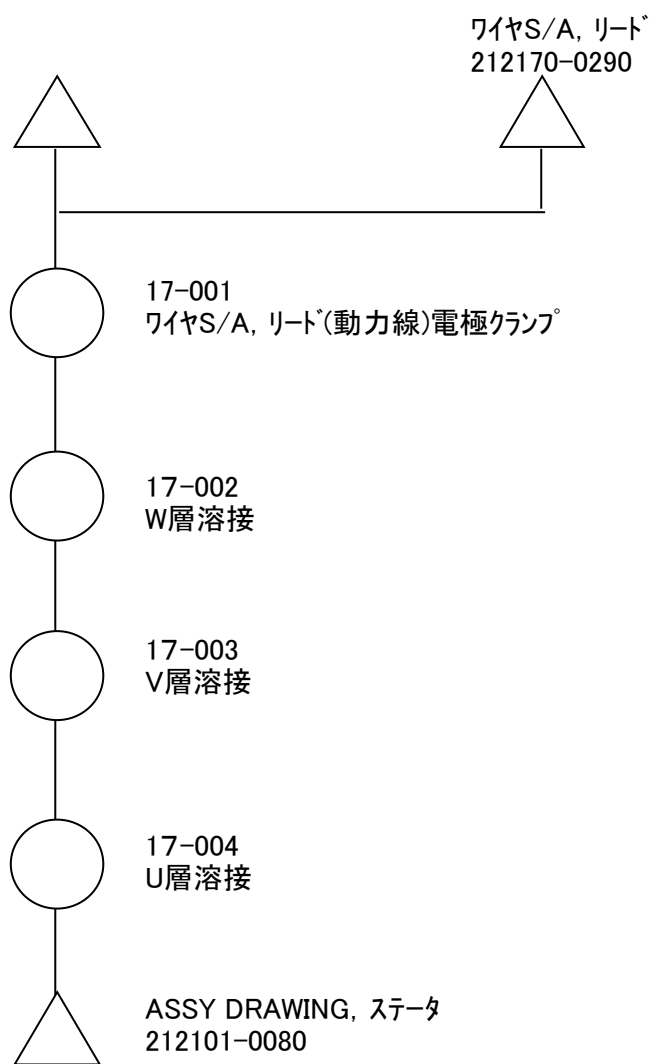 ﾜｲﾔS/A, ﾘｰﾄﾞ
212170-0290
17-001
ﾜｲﾔS/A, ﾘｰﾄﾞ(動力線)電極ｸﾗﾝﾌﾟ
17-002
W層溶接
17-003
V層溶接
17-004
U層溶接
ASSY DRAWING, ｽﾃｰﾀ
212101-0080